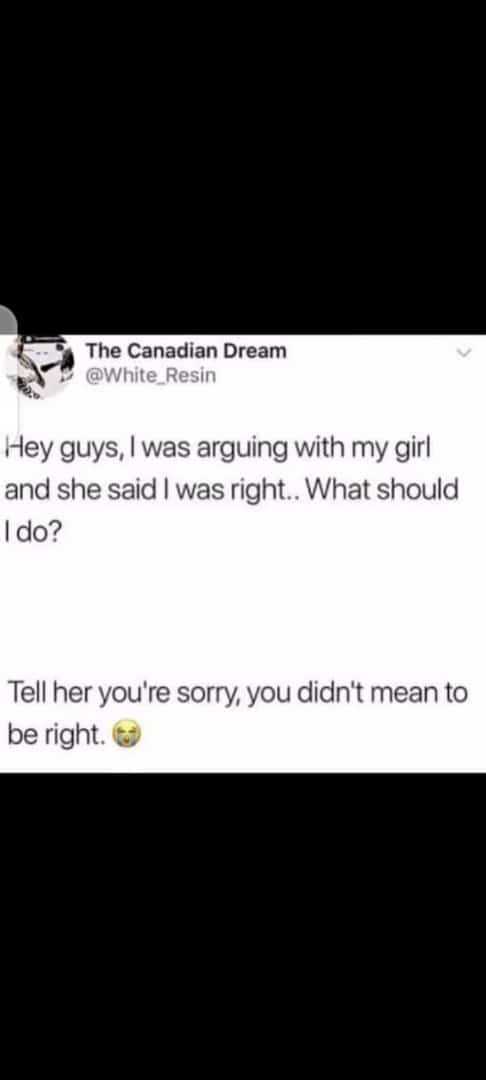 The Canadian Dream
@White_Resin
Hey guys, I was arguing with my girl
and she said I was right.. What should
I do?
Tell her you're sorry, you didn't mean to
be right. 😭